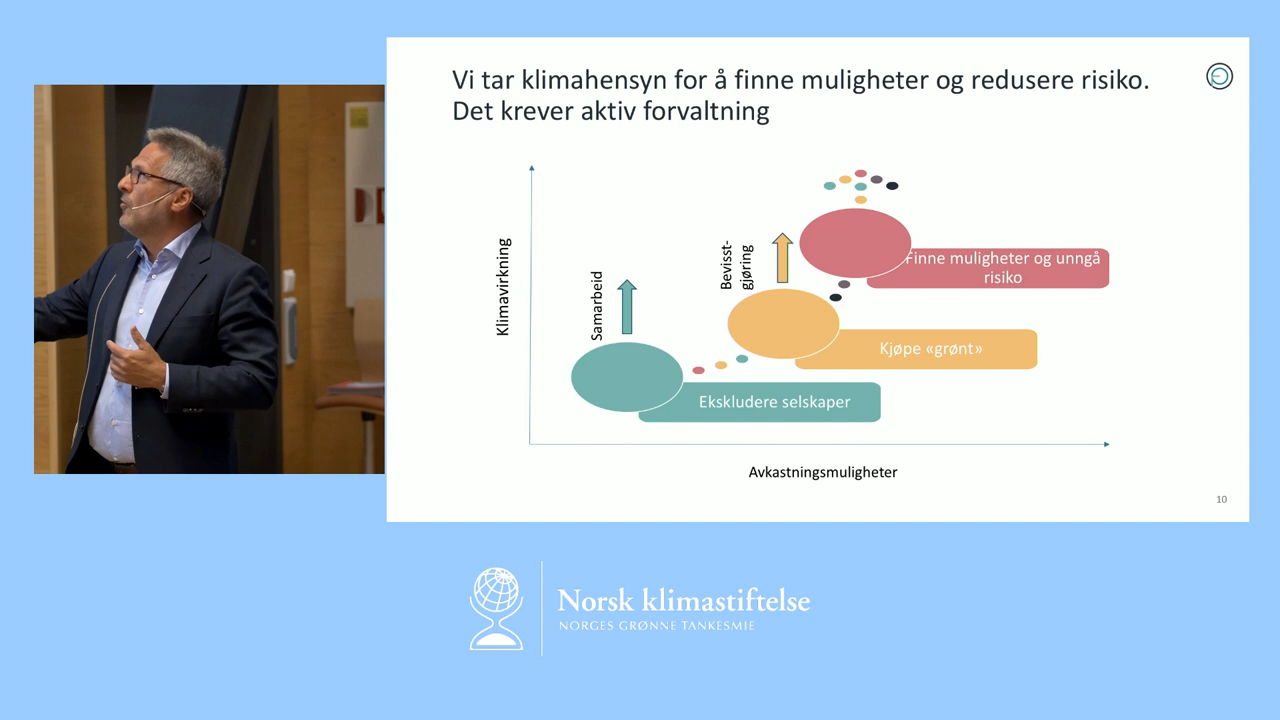 Vi tar klimahensyn for å finne muligheter og redusere risiko.
Det krever aktiv forvaltning
Klimavirkning
Samarbeid
Bevisst-
gjøring
Finne muligheter og unngå
risiko
Kjøpe «grønt»
Ekskludere selskaper
Avkastningsmuligheter
10
Norsk klimastiftelse
NORGES GRØNNE TANKESMIE